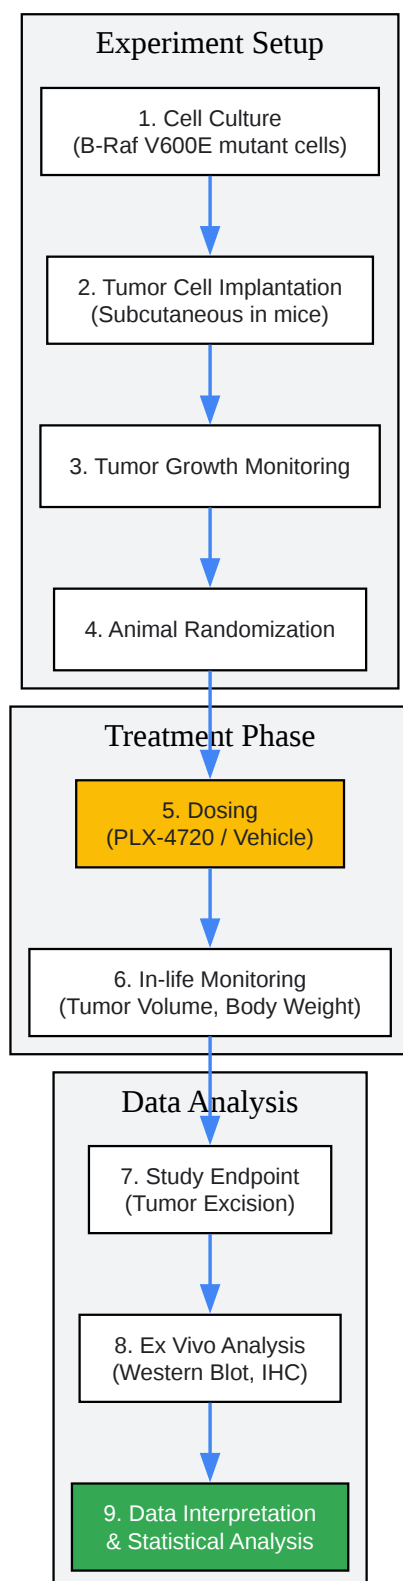 Experiment Setup
1. Cell Culture
(B-Raf V600E mutant cells)
2. Tumor Cell Implantation
(Subcutaneous in mice)
3. Tumor Growth Monitoring
4. Animal Randomization
Treatment Phase
5. Dosing
(PLX-4720 / Vehicle)
6. In-life Monitoring
(Tumor Volume, Body Weight)
Data Analysis
7. Study Endpoint
(Tumor Excision)
8. Ex Vivo Analysis
(Western Blot, IHC)
9. Data Interpretation
& Statistical Analysis